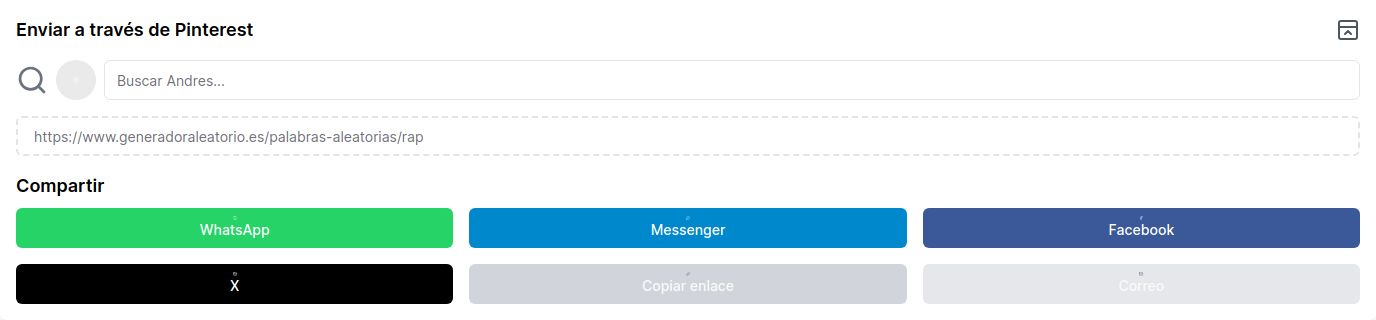 Enviar a través de Pinterest
Buscar Andres...
https://www.generadoraleatorio.es/palabras-aleatorias/rap
Compartir
WhatsApp
Messenger
Facebook
X
Copiar enlace
Correo